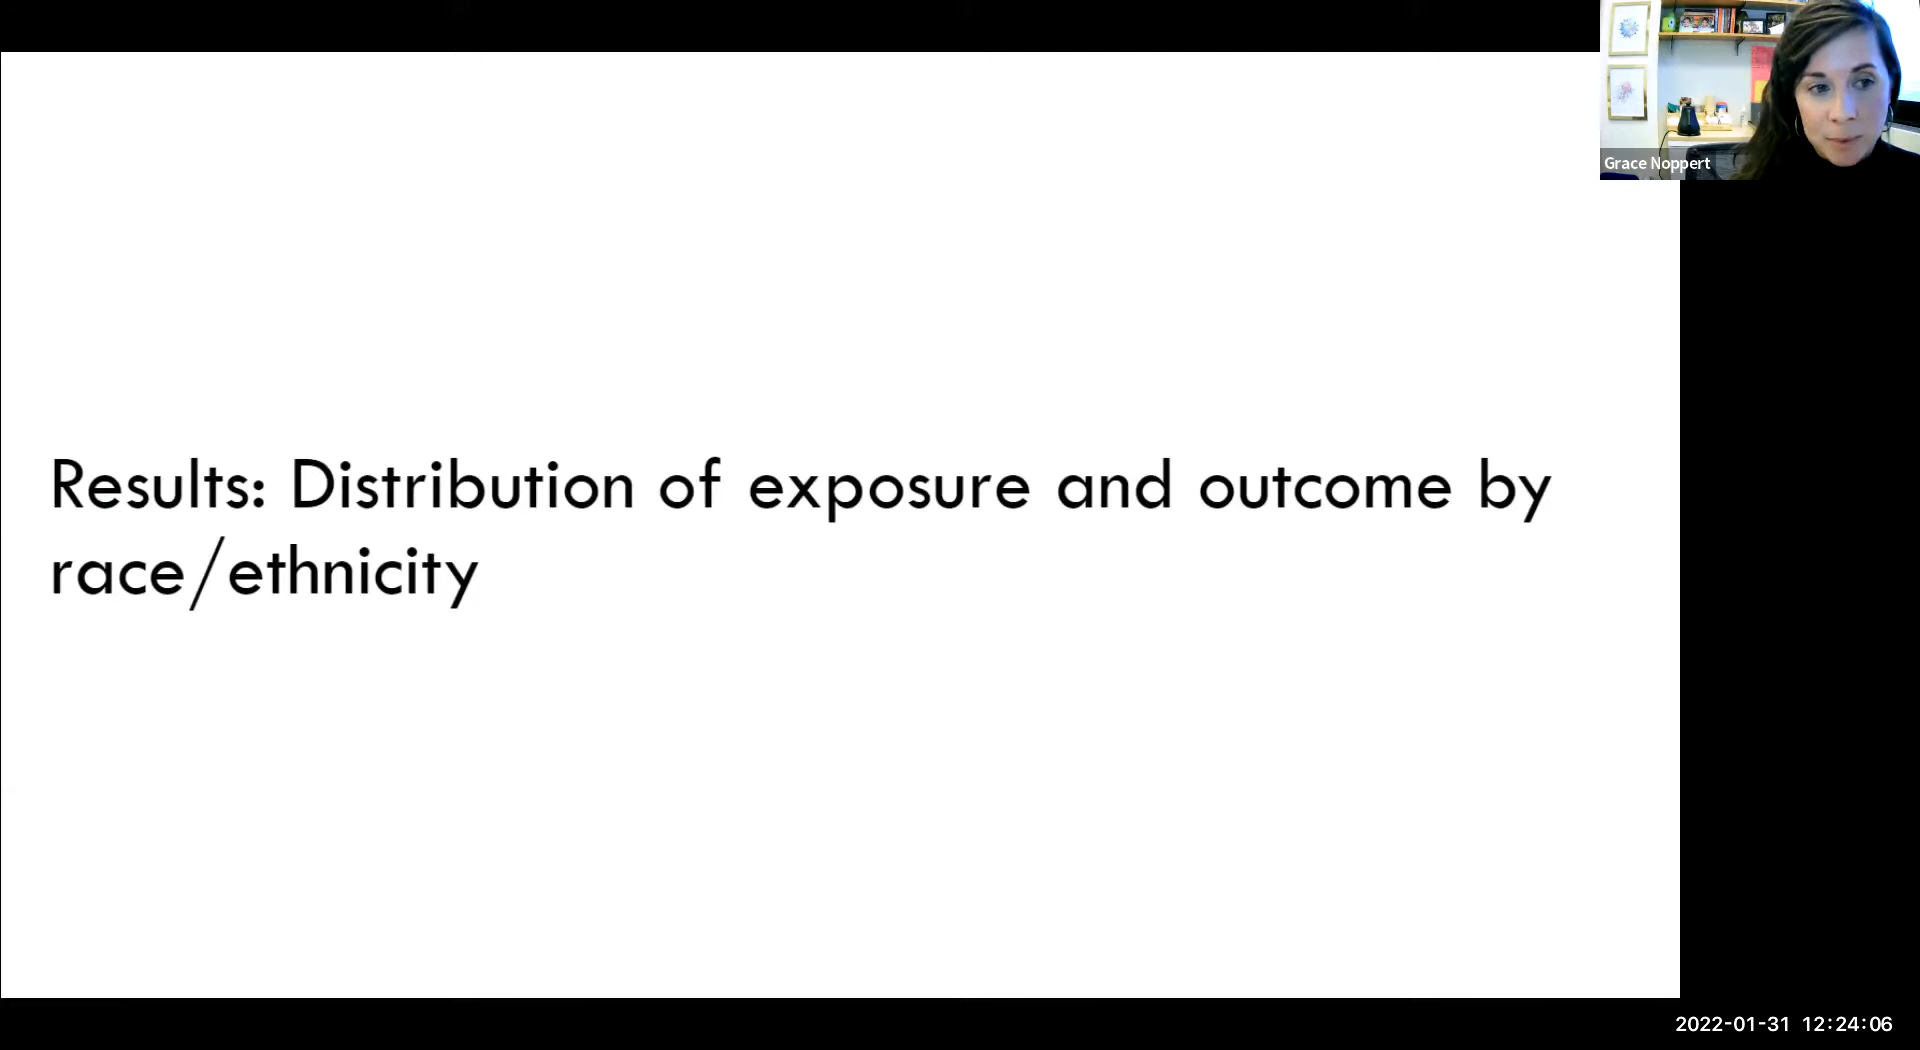 Grace Noppert
Results: Distribution of exposure and outcome by
race/ethnicity
2022-01-31 12:24:06